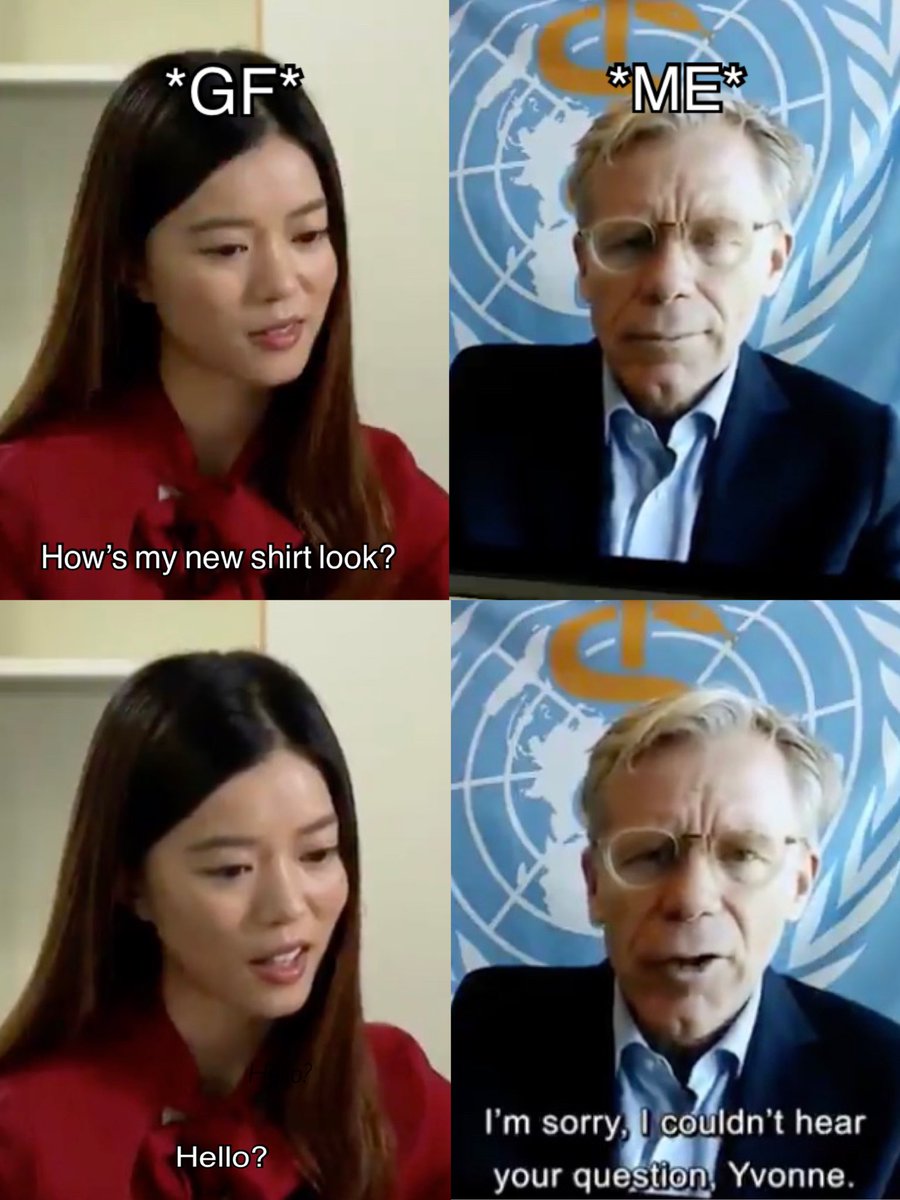 *GF*
*ME*
How's my new shirt look?
Hello?
I'm sorry, I couldn't hear
your question, Yvonne.